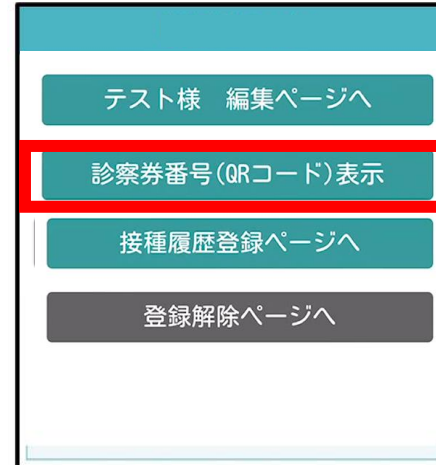 テスト様　編集ページへ
診察券番号(QRコード)表示
接種履歴登録ページへ
登録解除ページへ